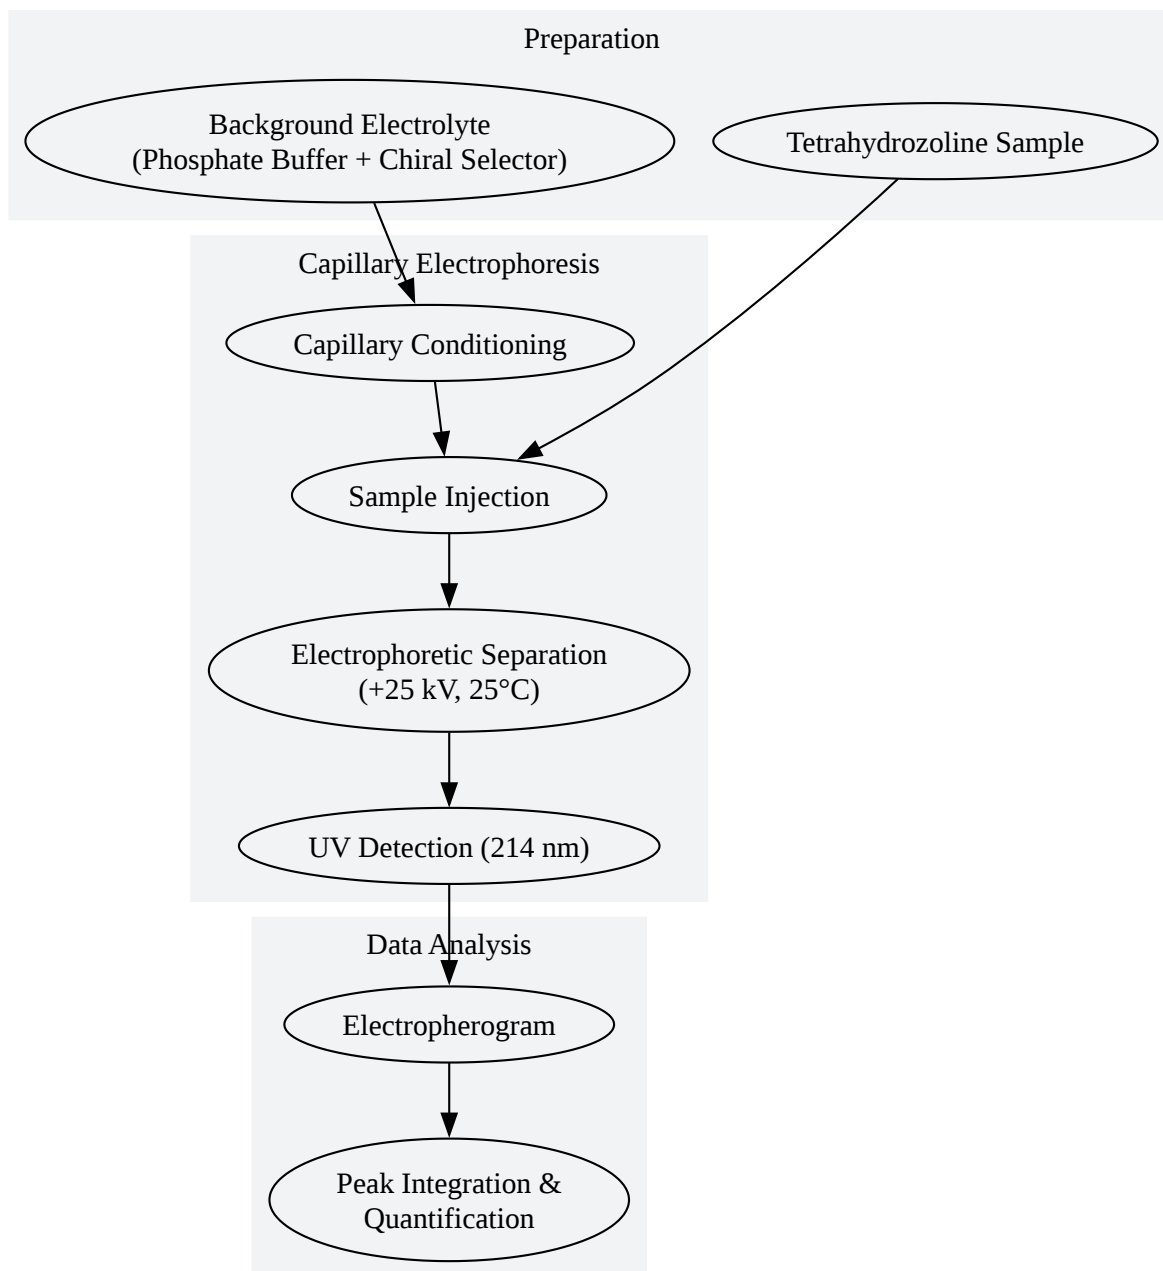 Preparation
Background Electrolyte
(Phosphate Buffer + Chiral Selector)
Tetrahydrozoline Sample
Capillary Electrophoresis
Capillary Conditioning
Sample Injection
Electrophoretic Separation
(+25 kV, 25°C)
UV Detection (214 nm)
Data Analysis
Electropherogram
Peak Integration &
Quantification